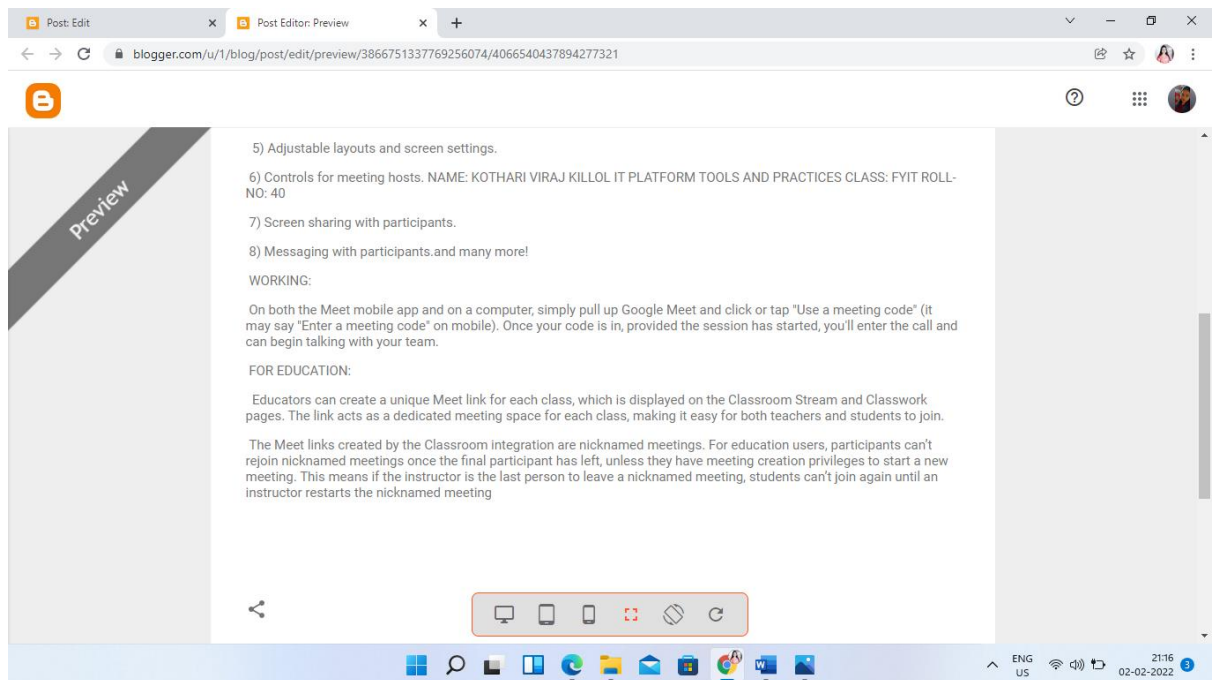 Post: Edit
Post Editor: Preview
blogger.com/u/1/blog/post/edit/preview/3866751337769256074/4066540437894277321
Preview
5) Adjustable layouts and screen settings.
6) Controls for meeting hosts. NAME: KOTHARI VIRAJ KILLOL IT PLATFORM TOOLS AND PRACTICES CLASS: FYIT ROLL-
NO: 40
7) Screen sharing with participants.
8) Messaging with participants.and many more!
WORKING:
On both the Meet mobile app and on a computer, simply pull up Google Meet and click or tap "Use a meeting code" (it
may say "Enter a meeting code" on mobile). Once your code is in, provided the session has started, you'll enter the call and
can begin talking with your team.
FOR EDUCATION:
Educators can create a unique Meet link for each class, which is displayed on the Classroom Stream and Classwork
pages. The link acts as a dedicated meeting space for each class, making it easy for both teachers and students to join.
The Meet links created by the Classroom integration are nicknamed meetings. For education users, participants can't
rejoin nicknamed meetings once the final participant has left, unless they have meeting creation privileges to start a new
meeting. This means if the instructor is the last person to leave a nicknamed meeting, students can't join again until an
instructor restarts the nicknamed meeting
ENG
US
21:16
02-02-2022
3